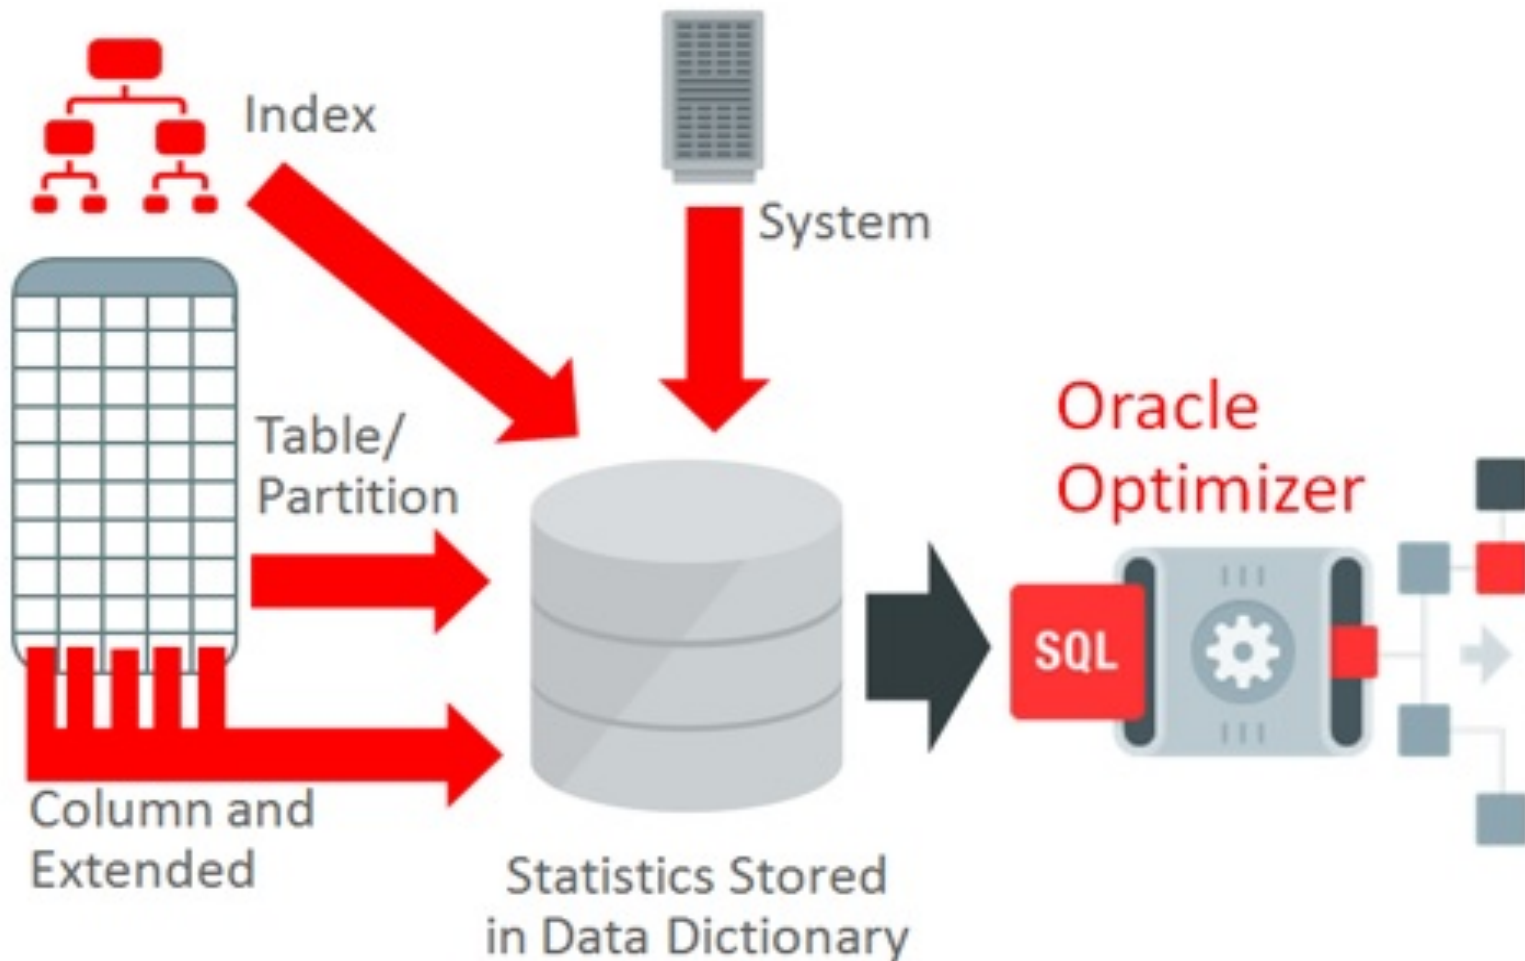 Index
System
Table/
Partition
Oracle
Optimizer
SQL
Column and
Extended
Statistics Stored
in Data Dictionary